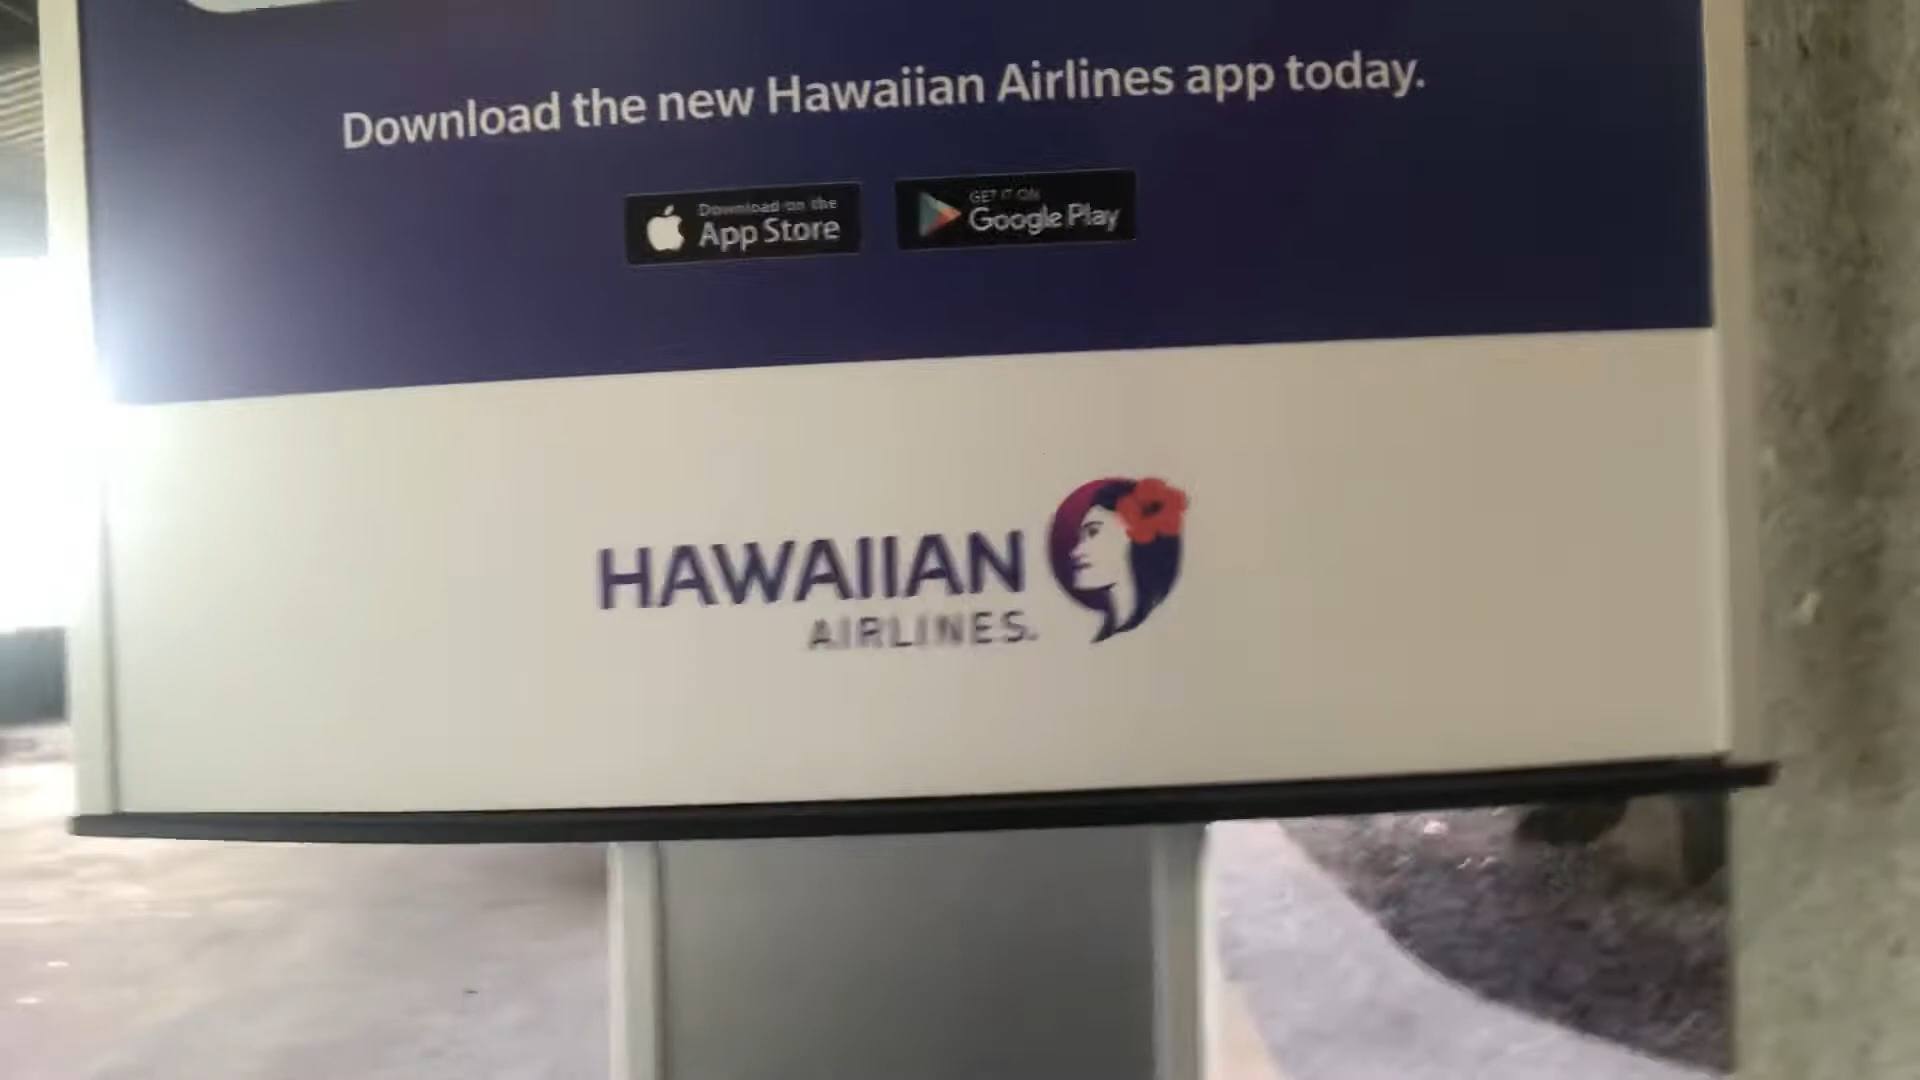 Download the new Hawaiian Airlines app today.
Download on the
App Store
GET IT ON
Google Play
HAWAIIAN
AIRLINES.